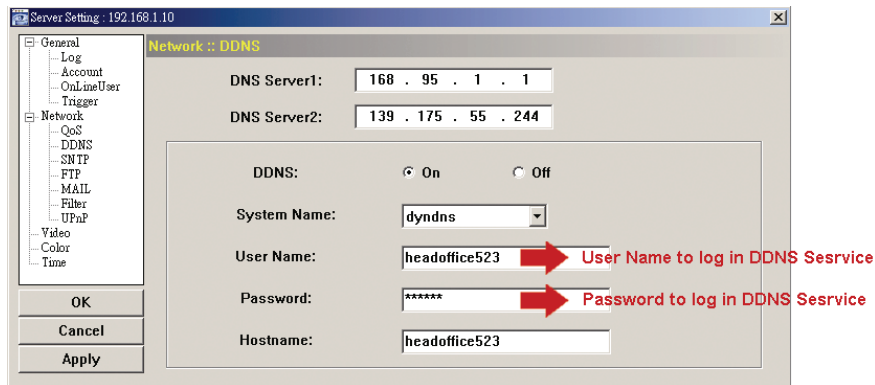 Server Setting : 192.168.1.10
General
Log
Account
OnLineUser
Trigger
Network
QoS
DDNS
SNTP
FTP
MAIL
Filter
UPnP
Video
Color
Time
OK
Cancel
Apply
Network :: DDNS
DNS Server1: 168 . 95 . 1 . 1
DNS Server2: 139 . 175 . 55 . 244
DDNS: On Off
System Name: dyndns
User Name: headoffice523 User Name to log in DDNS Sesrvice
Password: ****** Password to log in DDNS Sesrvice
Hostname: headoffice523